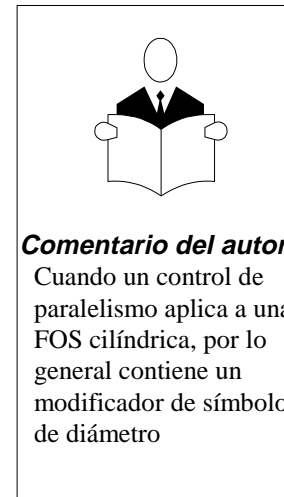 Comentario del autor
Cuando un control de
paralelismo aplica a una
FOS cilíndrica, por lo
general contiene un
modificador de símbolo
de diámetro